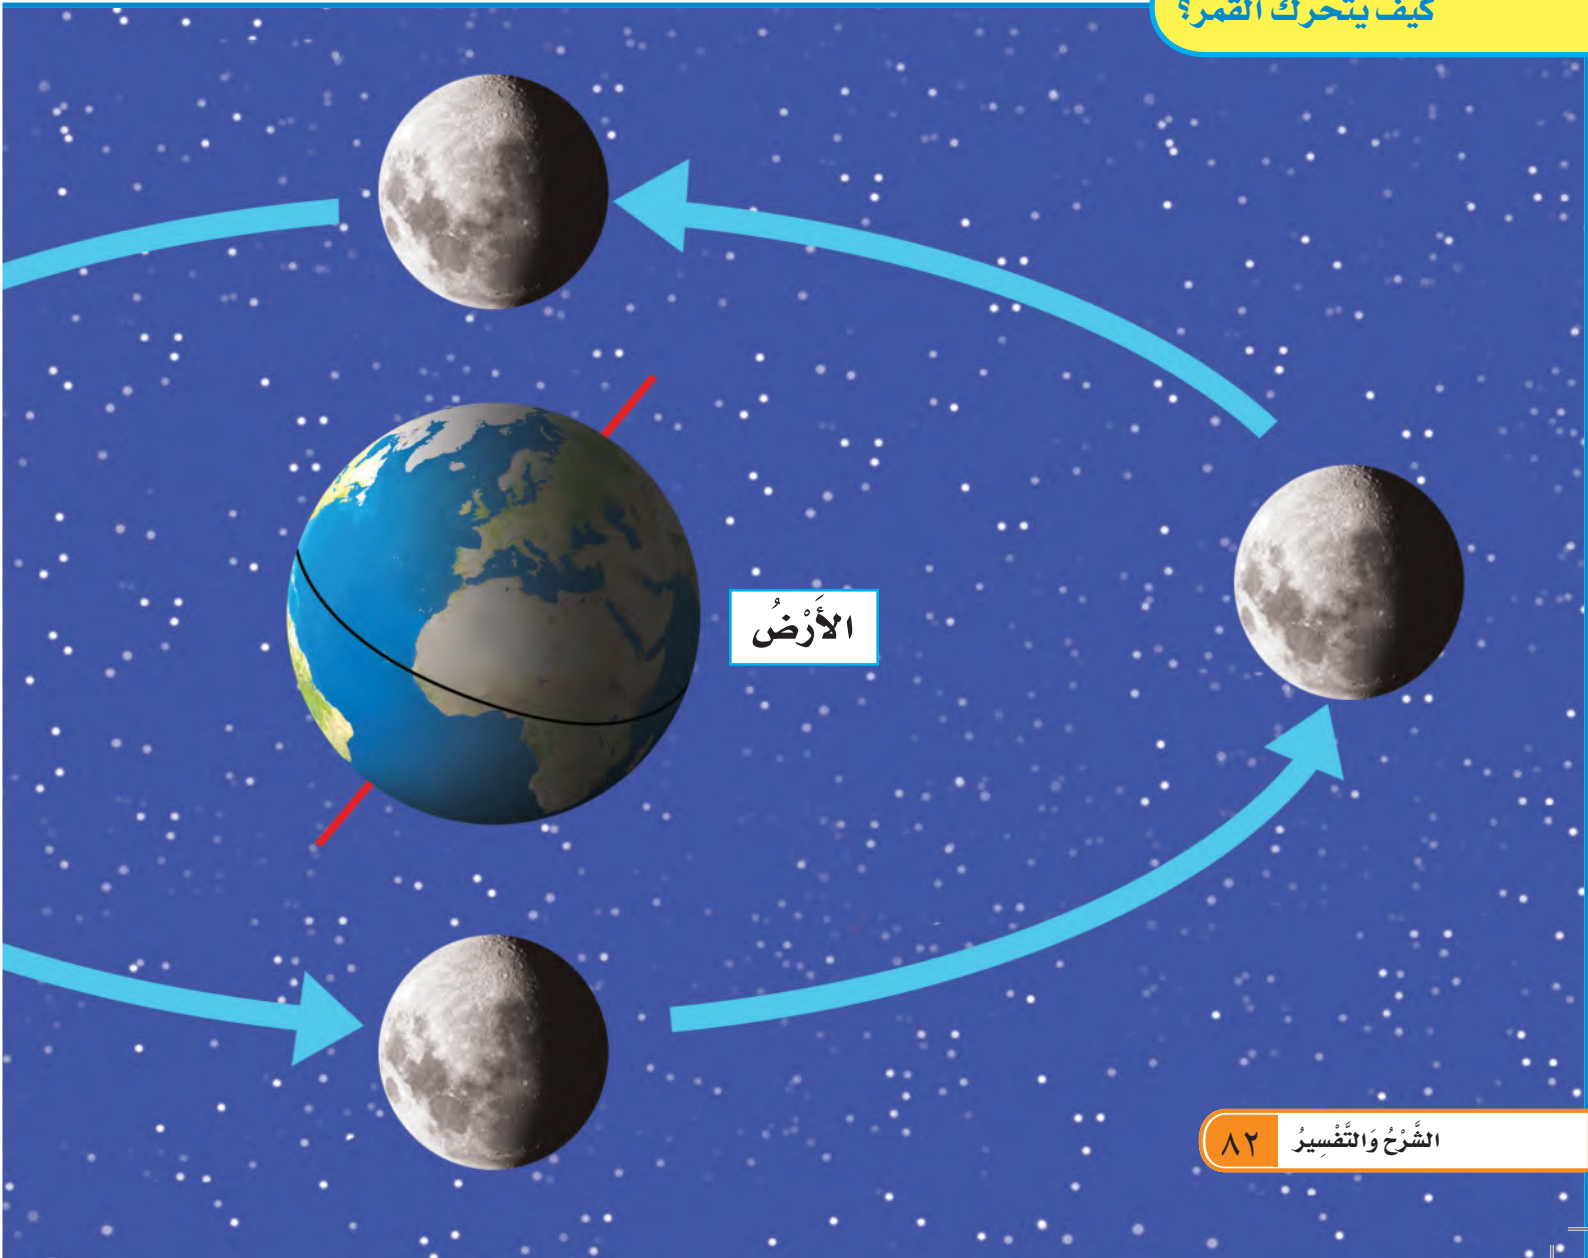 كيف يتحرك القمر؟
الأَرْضُ
الشَّرْحُ وَالتَّفْسِيرُ ٨٢